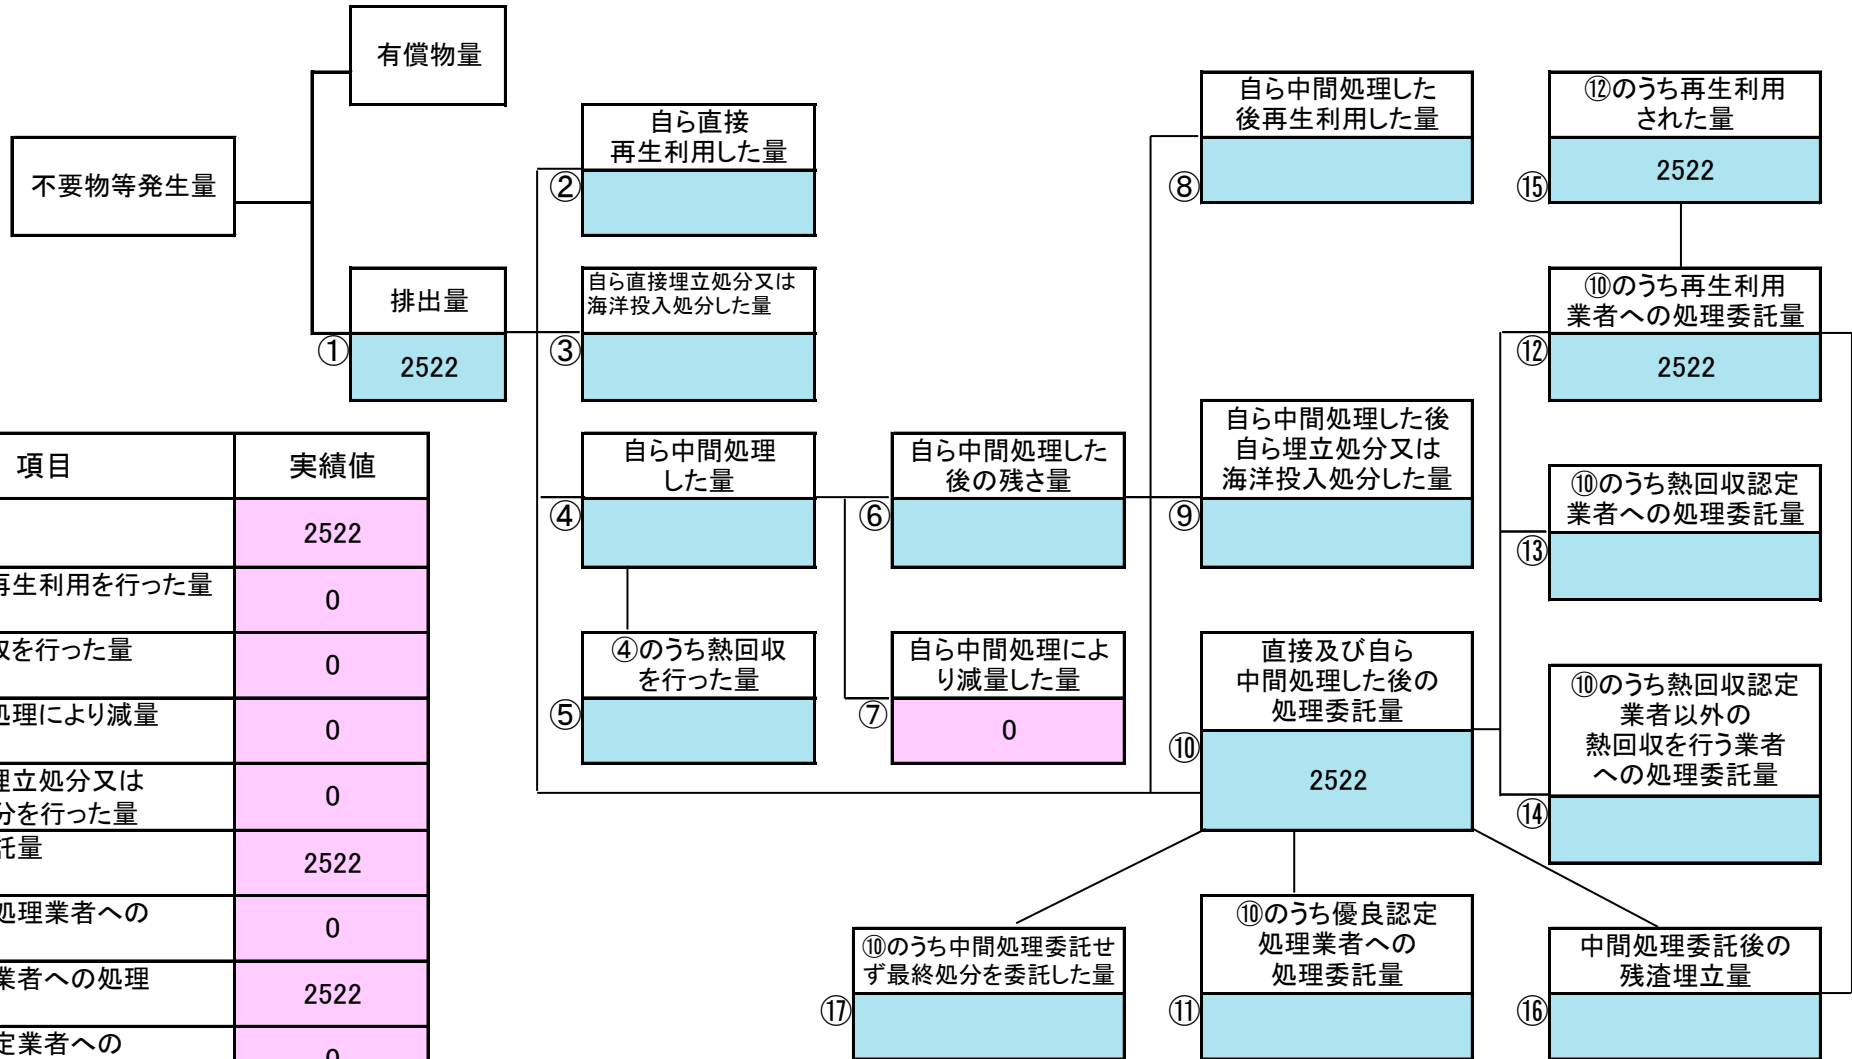 有償物量
不要物等発生量
排出量
①
2522
自ら直接
再生利用した量
②
自ら直接埋立処分又は
海洋投入処分した量
③
自ら中間処理
した量
④
④のうち熱回収
を行った量
⑤
自ら中間処理した
後の残さ量
⑥
自ら中間処理によ
り減量した量
⑦
0
自ら中間処理した
後再生利用した量
⑧
自ら中間処理した後
自ら埋立処分又は
海洋投入処分した量
⑨
直接及び自ら
中間処理した後の
処理委託量
⑩
2522
⑫のうち再生利用
された量
⑮
2522
⑩のうち再生利用
業者への処理委託量
⑫
2522
⑩のうち熱回収認定
業者への処理委託量
⑬
⑩のうち熱回収認定
業者以外の
熱回収を行う業者
への処理委託量
⑭
⑩のうち中間処理委託せ
ず最終処分を委託した量
⑰
⑩のうち優良認定
処理業者への
処理委託量
⑪
中間処理委託後の
残渣埋立量
⑯
項目 実績値
2522
再生利用を行った量 0
を行った量 0
処理により減量 0
埋立処分又は
分を行った量 0
託量 2522
処理業者への 0
業者への処理 2522
定業者への 0